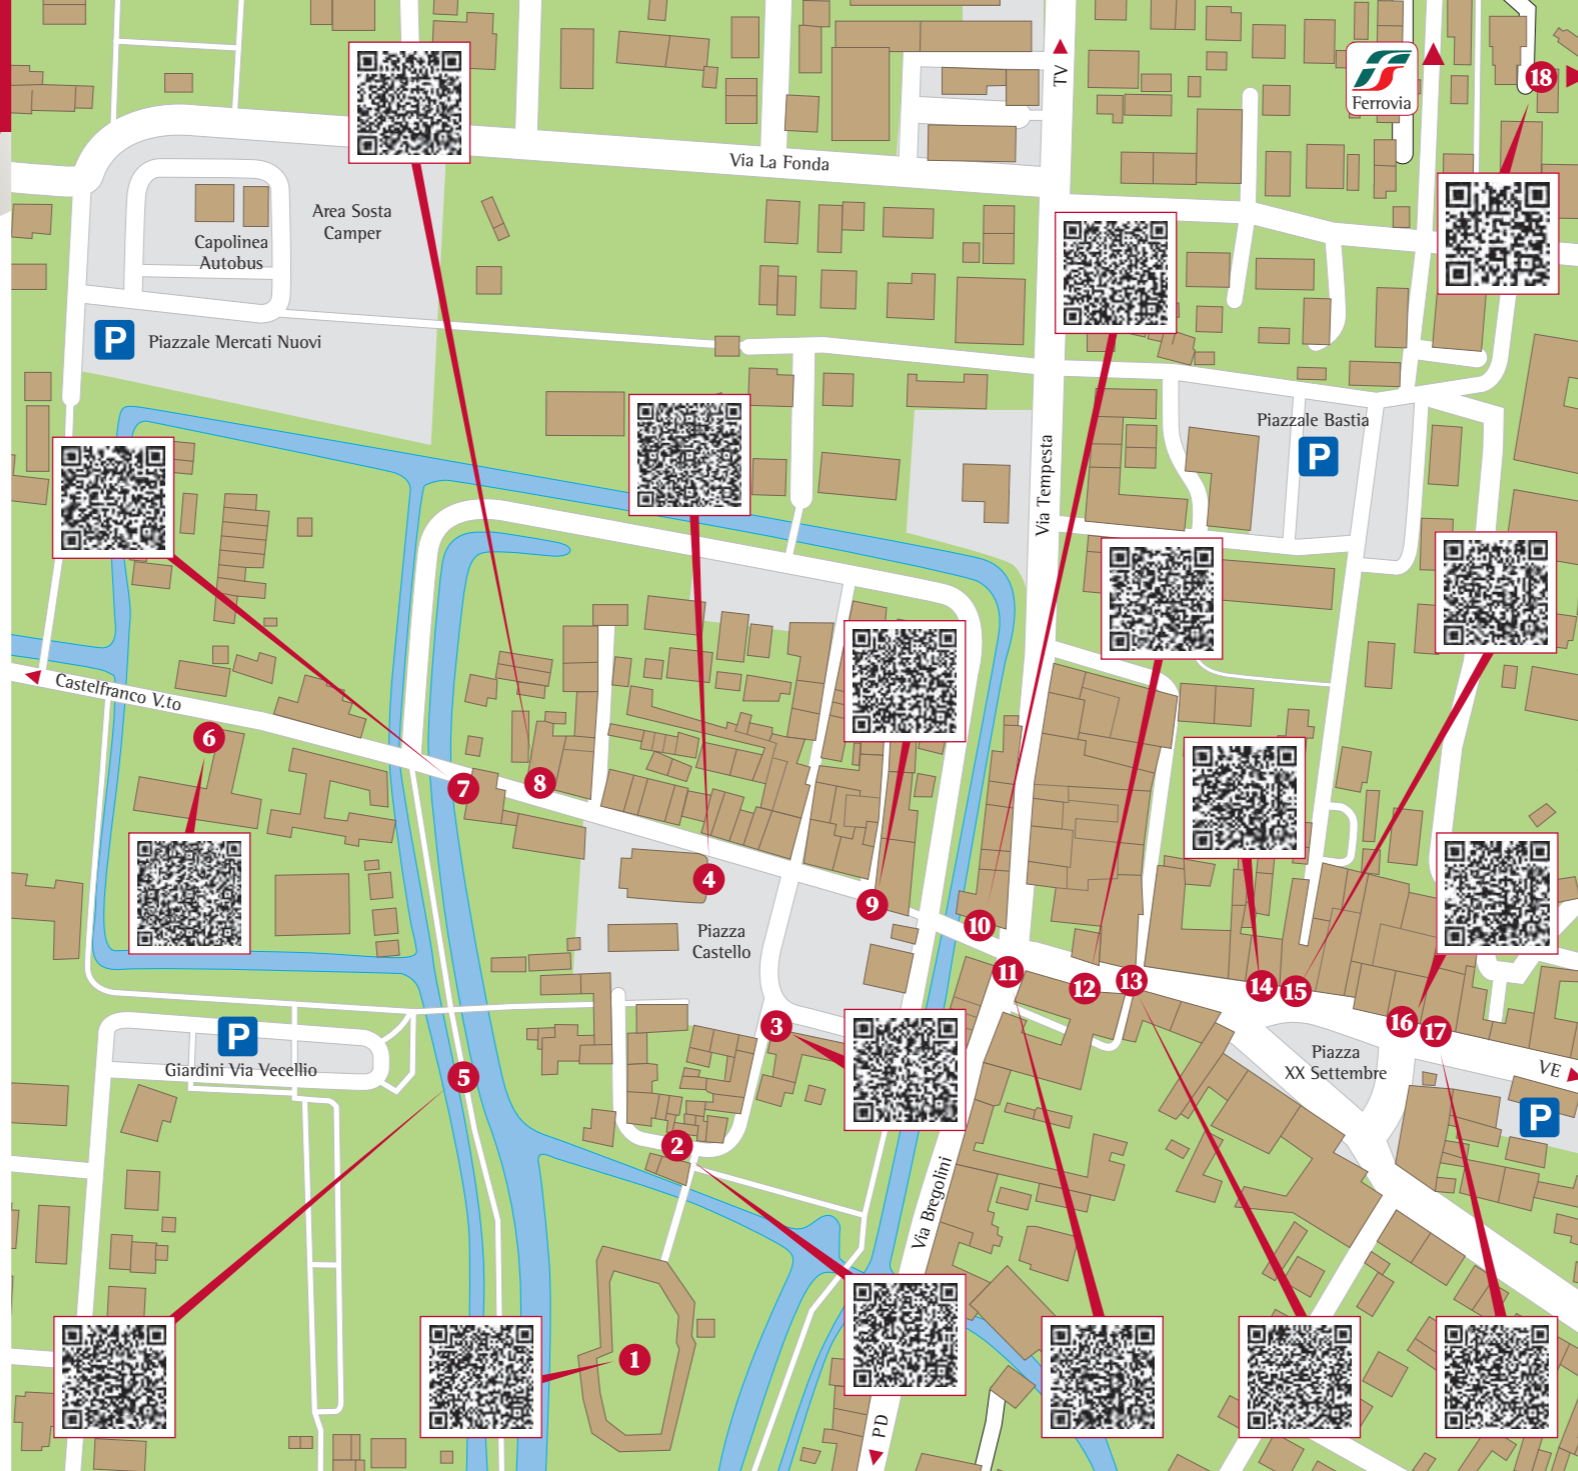 TV
Ferrovia
18
Via La Fonda
Area Sosta
Camper
Capolinea
Autobus
P
Piazzale Mercati Nuovi
Piazzale Bastia
P
Via Tempesta
Castelfranco V.to
6
7
8
4
9
Piazza
Castello
10
11
12
13
14
15
16
17
3
P
Giardini Via Vecellio
5
Piazza
XX Settembre
VE
P
2
Via Bregolini
1
PD